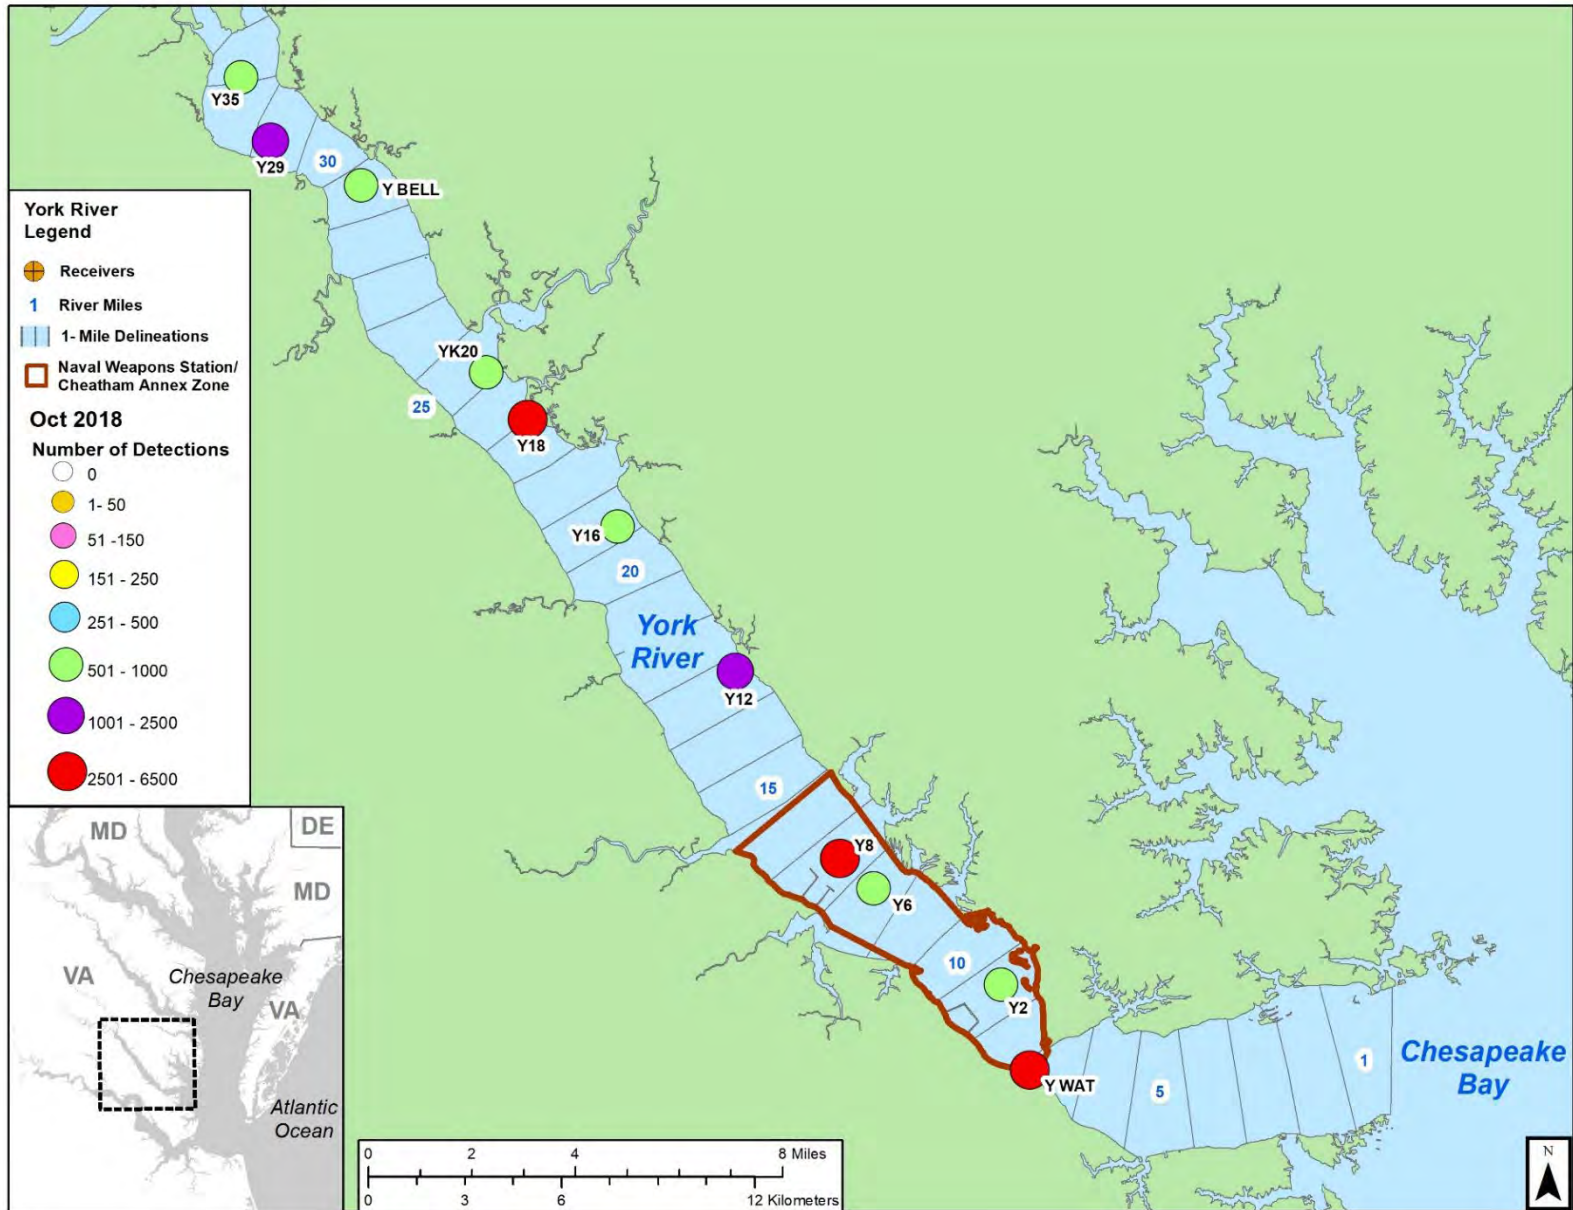 Y35
Y29
30
Y BELL
York River
Legend
Receivers
1 River Miles
1- Mile Delineations
Naval Weapons Station/
Cheatham Annex Zone
Oct 2018
Number of Detections
0
1- 50
51 -150
151 - 250
251 - 500
501 - 1000
1001 - 2500
2501 - 6500
YK20
25
Y18
Y16
20
York
River
Y12
15
Y8
Y6
10
Y2
Y WAT
5
1
Chesapeake
Bay
MD
DE
MD
VA
Chesapeake
Bay
VA
Atlantic
Ocean
0 2 4 8 Miles
0 3 6 12 Kilometers
N